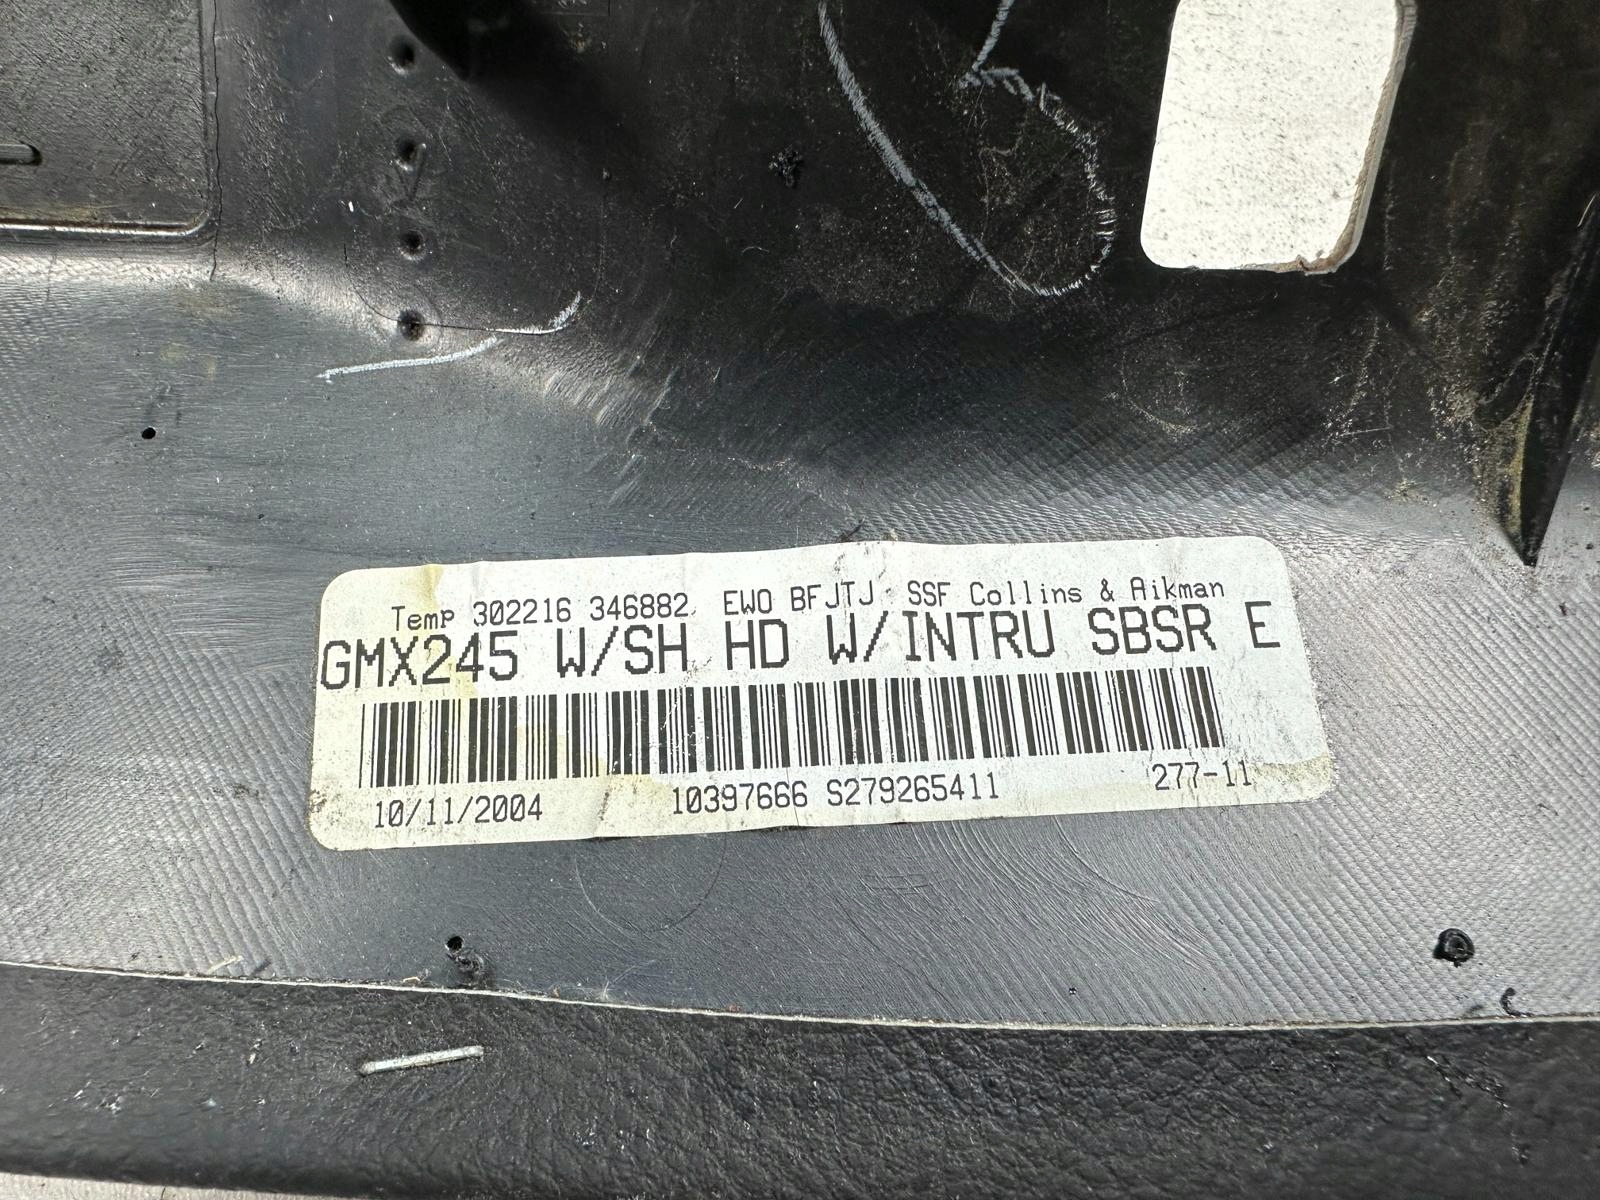 Temp 302216 346882 EWO BFJTJ SSF Collins & Aikman
GMX245 W/SH HD W/INTRU SBSR E
10/11/2004 10397666 S279265411 277-11